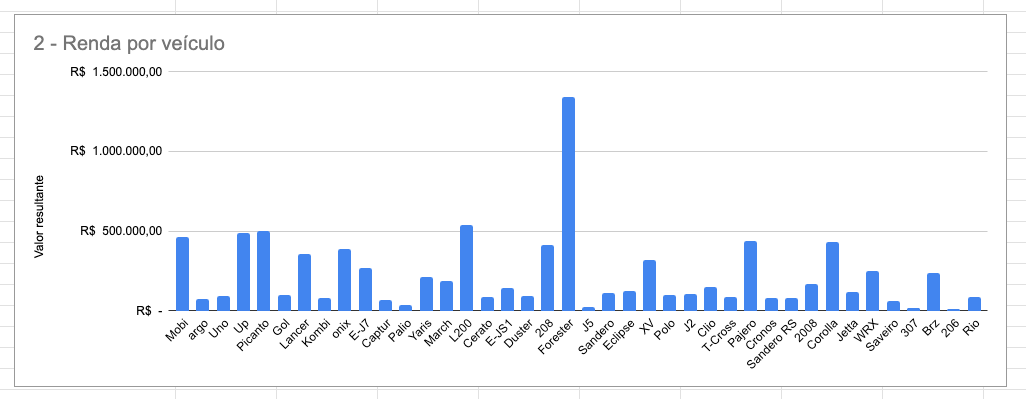 2 - Renda por veículo
R$ 1.500.000,00
R$ 1.000.000,00
R$ 500.000,00
R$ -
Valor resultante
Mobi
argo
Uno
Up
Picanto
Gol
Lancer
Kombi
onix
E-J7
Captur
Palio
Yaris
March
L200
Cerato
E-JS1
Duster
208
Forester
J5
Sandero
Eclipse
XV
Polo
J2
Clio
T-Cross
Pajero
Cronos
Sandero RS
2008
Corolla
Jetta
WRX
Saveiro
307
Brz
206
Rio